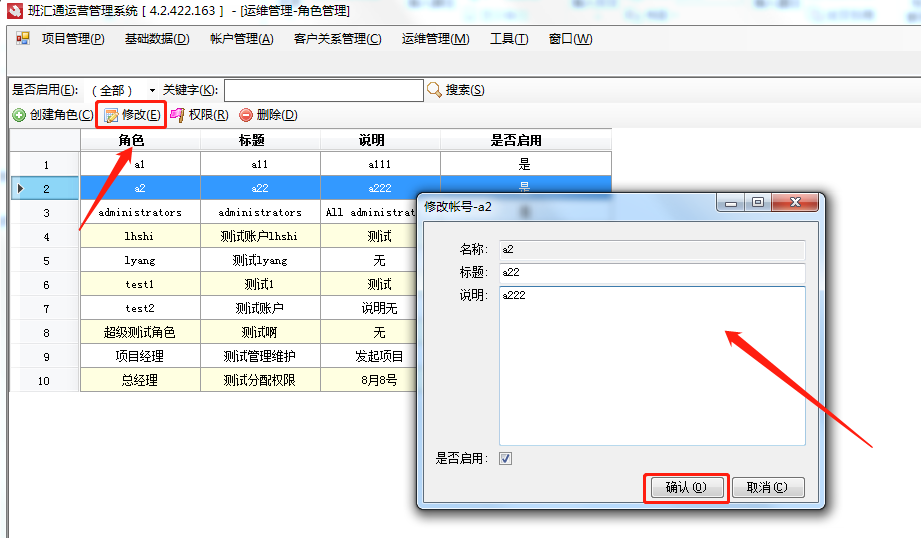 班汇通运营管理系统 [ 4.2.422.163 ] - [运维管理-角色管理]
项目管理(P) 基础数据(D) 帐户管理(A) 客户关系管理(C) 运维管理(M) 工具(T) 窗口(W)
是否启用(E): (全部) 关键字(K): 搜索(S)
创建角色(C) 修改(E) 权限(R) 删除(D)
角色 标题 说明 是否启用
1 a1 a11 a111 是
2 a2 a22 a222 是
3 administrators administrators All administrat
4 lhshi 测试账户lhshi 测试
5 lyang 测试lyang 无
6 test1 测试1 测试
7 test2 测试账户 说明无
8 超级测试角色 测试啊 无
9 项目经理 测试管理维护 发起项目
10 总经理 测试分配权限 8月8号
修改帐号-a2
名称: a2
标题: a22
说明: a222
是否启用:
确认(O) 取消(C)